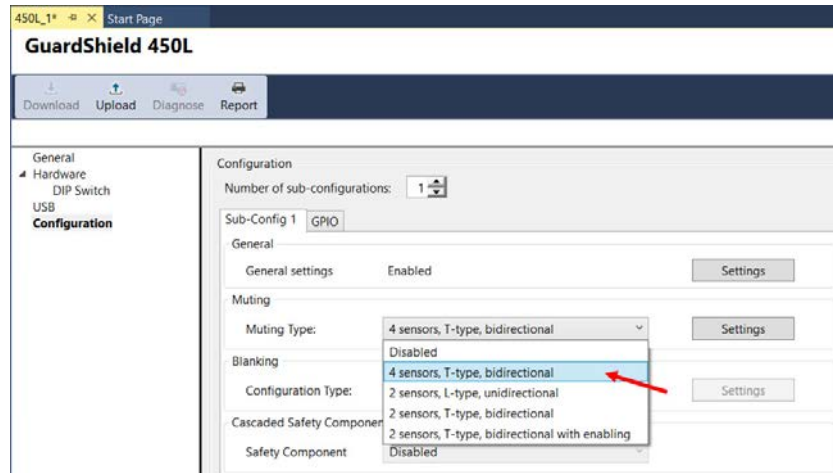 450L_1* Start Page
GuardShield 450L
Download Upload Diagnose Report
General
Hardware
DIP Switch
USB
Configuration
Configuration
Number of sub-configurations: 1
Sub-Config 1 GPIO
General
General settings Enabled Settings
Muting
Muting Type: 4 sensors, T-type, bidirectional Settings
Disabled
4 sensors, T-type, bidirectional
Blanking
Configuration Type: 2 sensors, L-type, unidirectional Settings
2 sensors, T-type, bidirectional
Cascaded Safety Componen
2 sensors, T-type, bidirectional with enabling
Safety Component Disabled